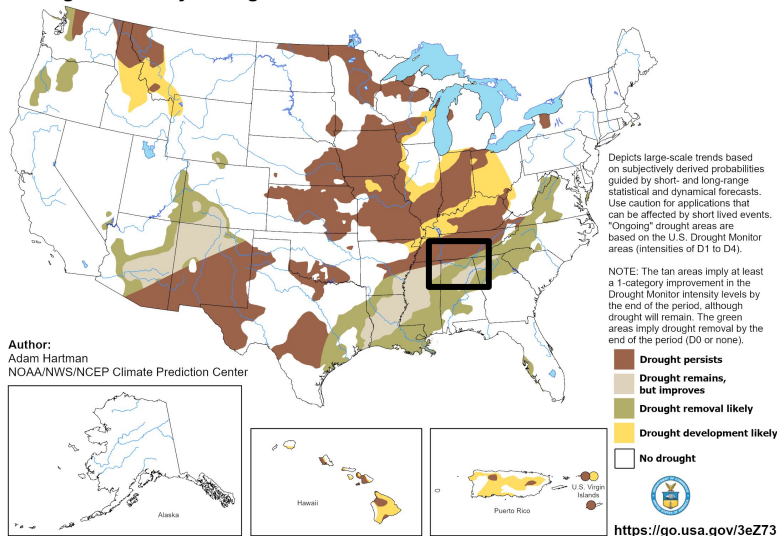 Depicts large-scale trends based
on subjectively derived probabilities
guided by short- and long-range
statistical and dynamical forecasts.
Use caution for applications that
can be affected by short lived events.
"Ongoing" drought areas are
based on the U.S. Drought Monitor
areas (intensities of D1 to D4).
NOTE: The tan areas imply at least
a 1-category improvement in the
Drought Monitor intensity levels by
the end of the period, although
drought will remain. The green
areas imply drought removal by the
end of the period (D0 or none).
Author:
Adam Hartman
NOAA/NWS/NCEP Climate Prediction Center
Drought persists
Drought remains,
but improves
Drought removal likely
Drought development likely
No drought
Alaska
Hawaii
Puerto Rico
U.S. Virgin
Islands
https://go.usa.gov/3eZ73